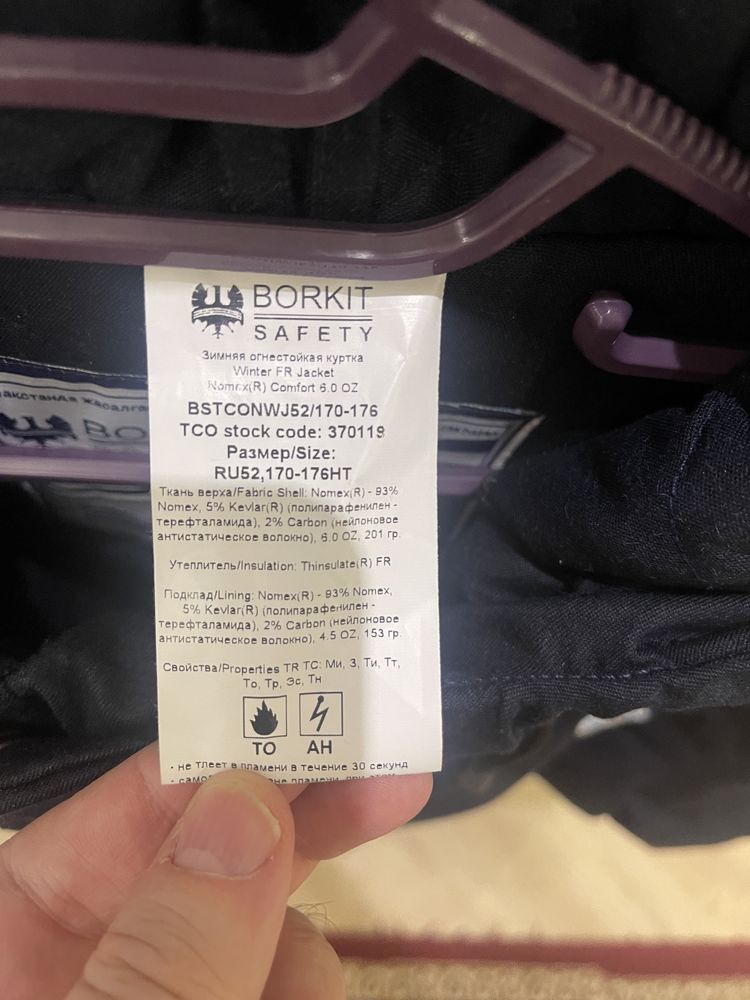 BORKIT
SAFETY
Зимняя огнестойкая куртка
Winter FR Jacket
Nomex(R) Comfort 6.0 OZ
BSTCONWJ52/170-176
TCO stock code: 370119
Размер/Size:
RU52,170-176HT
Ткань верха/Fabric Shell: Nomex(R) - 93%
Nomex, 5% Kevlar(R) (полипарафенилен -
терефталамида), 2% Carbon (нейлоновое
антистатическое волокно), 6.0 OZ, 201 гр.
Утеплитель/Insulation: Thinsulate(R) FR
Подклад/Lining: Nomex(R) - 93% Nomex,
5% Kevlar(R) (полипарафенилен -
терефталамида), 2% Carbon (нейлоновое
антистатическое волокно), 4.5 OZ, 153 гр.
Свойства/Properties TR TC: Ми, З, Ти, Тт,
То, Тр, Эс, Тн
ТО АН
• не тлеет в пламени в течение 30 секунд
пламени, при этом
BORK